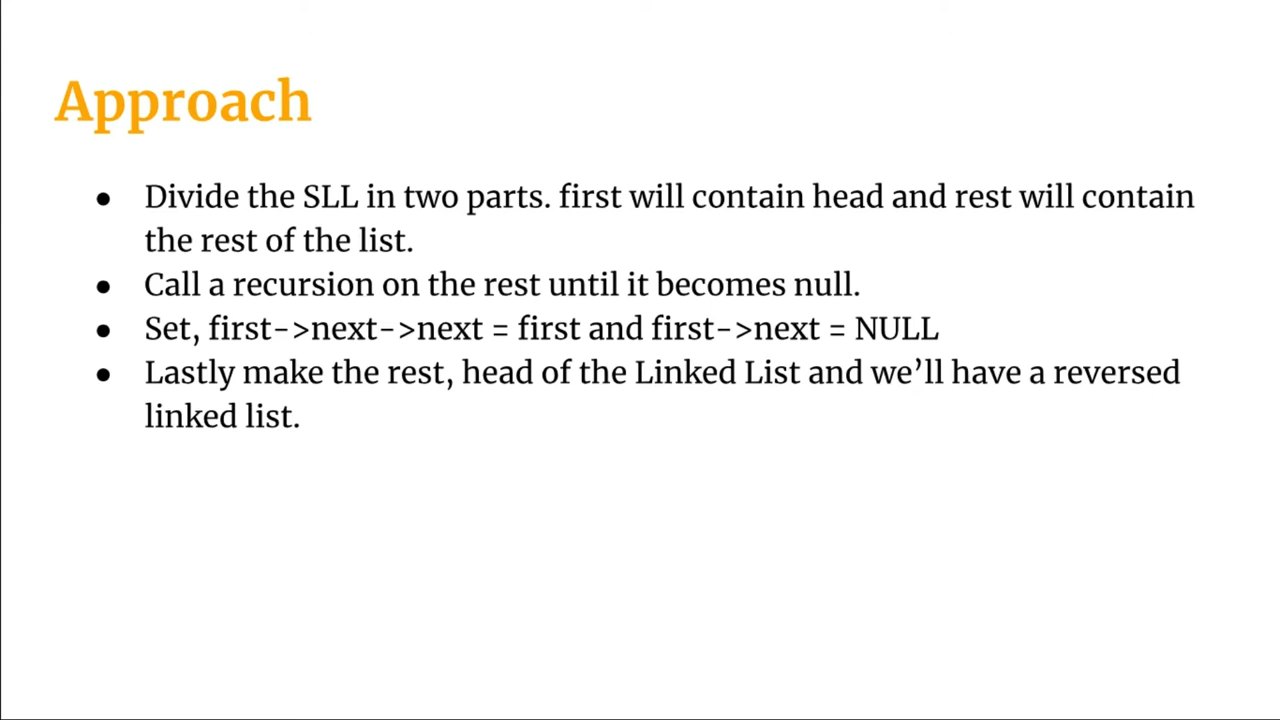 Approach
● Divide the SLL in two parts. first will contain head and rest will contain
the rest of the list.
● Call a recursion on the rest until it becomes null.
● Set, first->next->next = first and first->next = NULL
● Lastly make the rest, head of the Linked List and we’ll have a reversed
linked list.